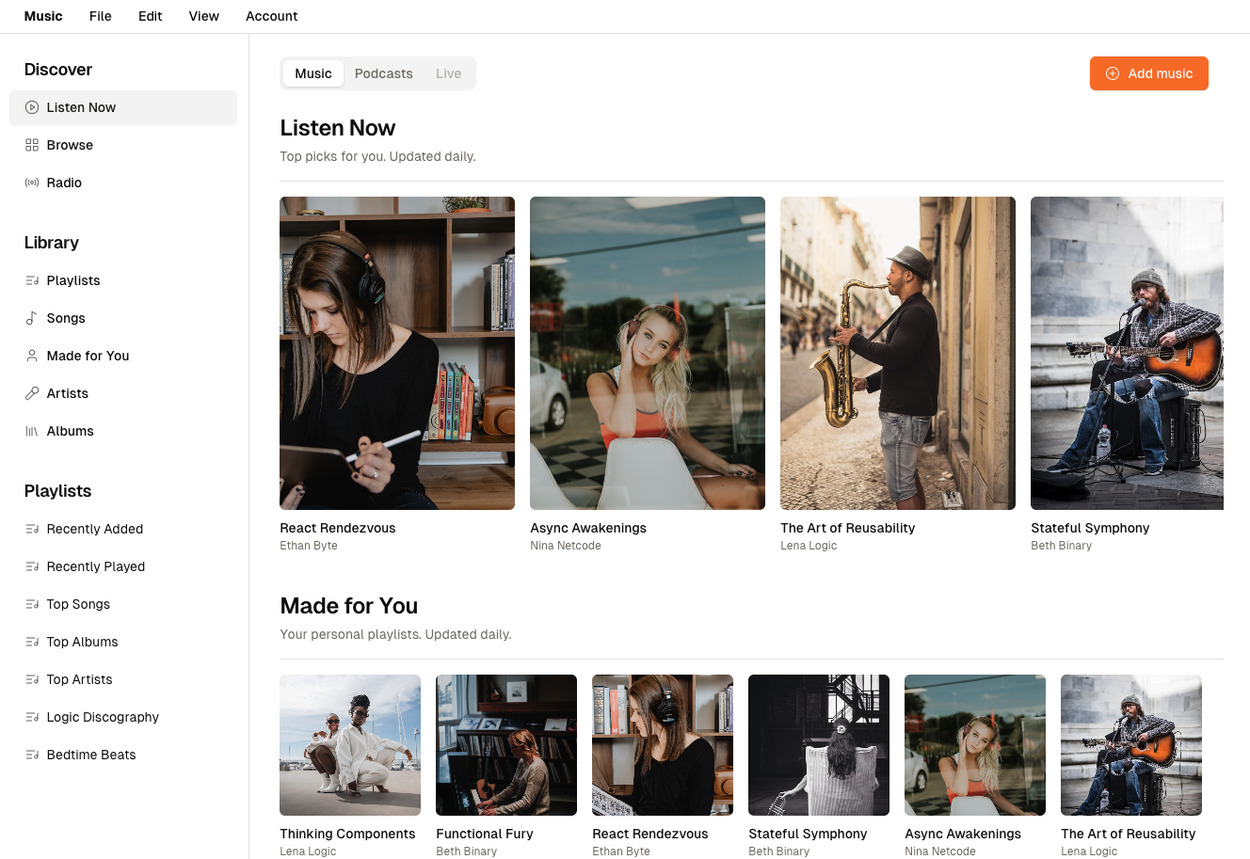 Music File Edit View Account
Discover
Listen Now
Browse
Radio
Library
Playlists
Songs
Made for You
Artists
Albums
Playlists
Recently Added
Recently Played
Top Songs
Top Albums
Top Artists
Logic Discography
Bedtime Beats
Music Podcasts Live
Add music
Listen Now
Top picks for you. Updated daily.
React Rendezvous
Ethan Byte
Async Awakenings
Nina Netcode
The Art of Reusability
Lena Logic
Stateful Symphony
Beth Binary
Made for You
Your personal playlists. Updated daily.
Thinking Components
Lena Logic
Functional Fury
Beth Binary
React Rendezvous
Ethan Byte
Stateful Symphony
Beth Binary
Async Awakenings
Nina Netcode
The Art of Reusability
Lena Logic